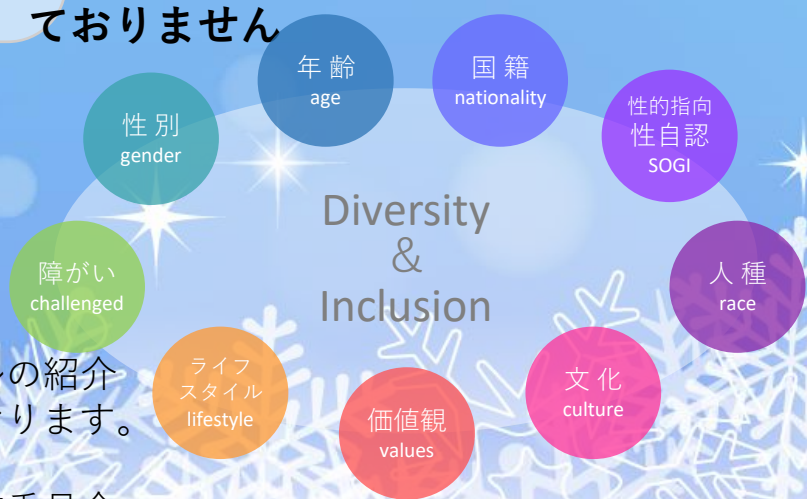 ておりません
年 齢
age
国 籍
nationality
性 別
gender
性的指向
性自認
SOGI
Diversity
&
Inclusion
障がい
challenged
人 種
race
の紹介
ります。
ライフ
スタイル
lifestyle
文 化
culture
価値観
values